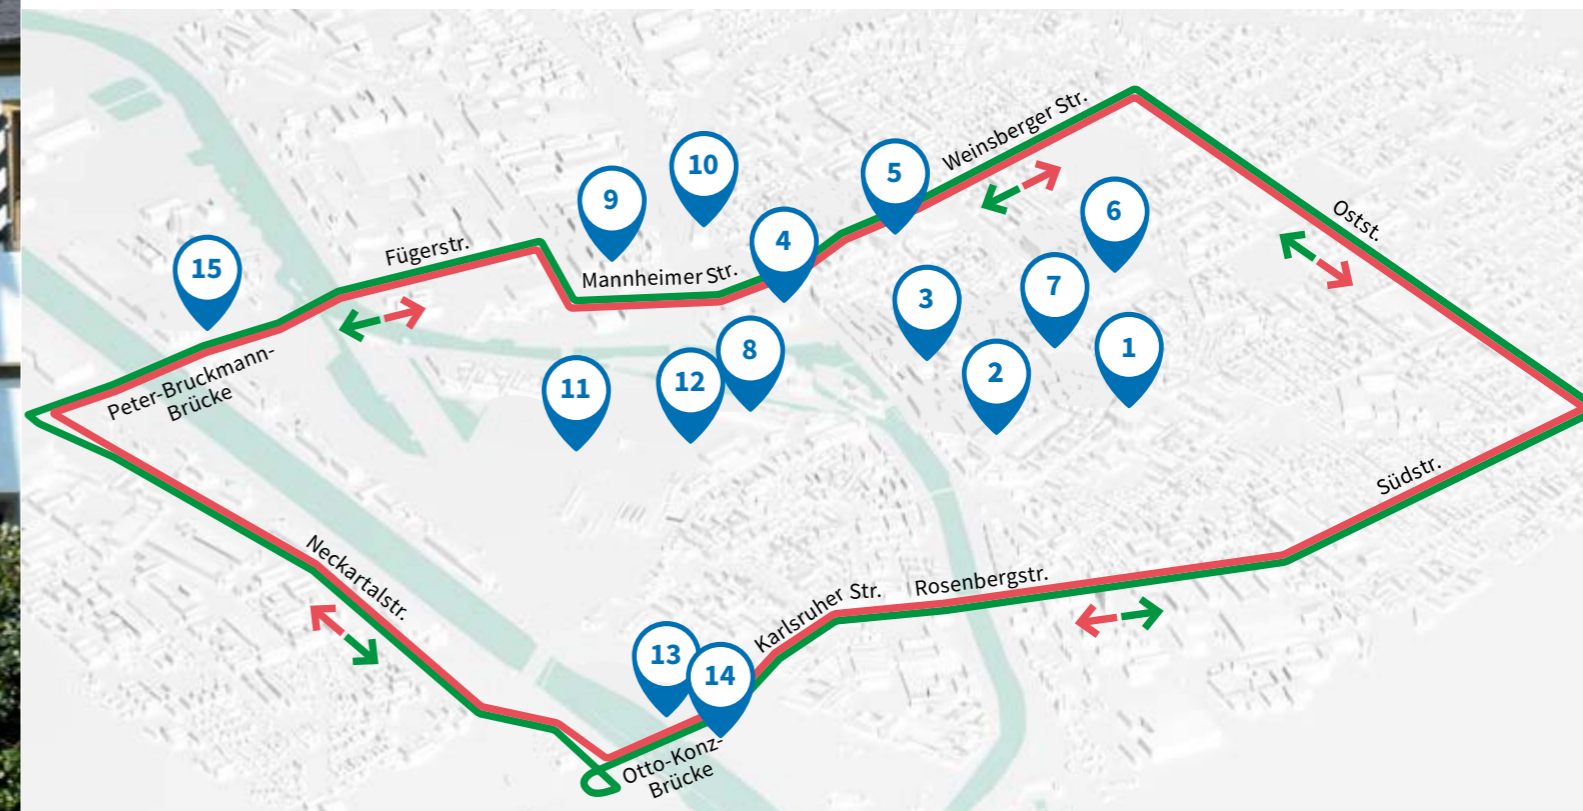 Weinsberger Str.
10
5
9
6
Ostst.
4
Fügerstr.
15
Mannheimer Str.
7
3
1
8
2
12
11
Peter-Bruckmann-
Brücke
Südstr.
Neckartalstr.
Rosenbergstr.
Karlsruher Str.
13
14
Otto-Konz-
Brücke